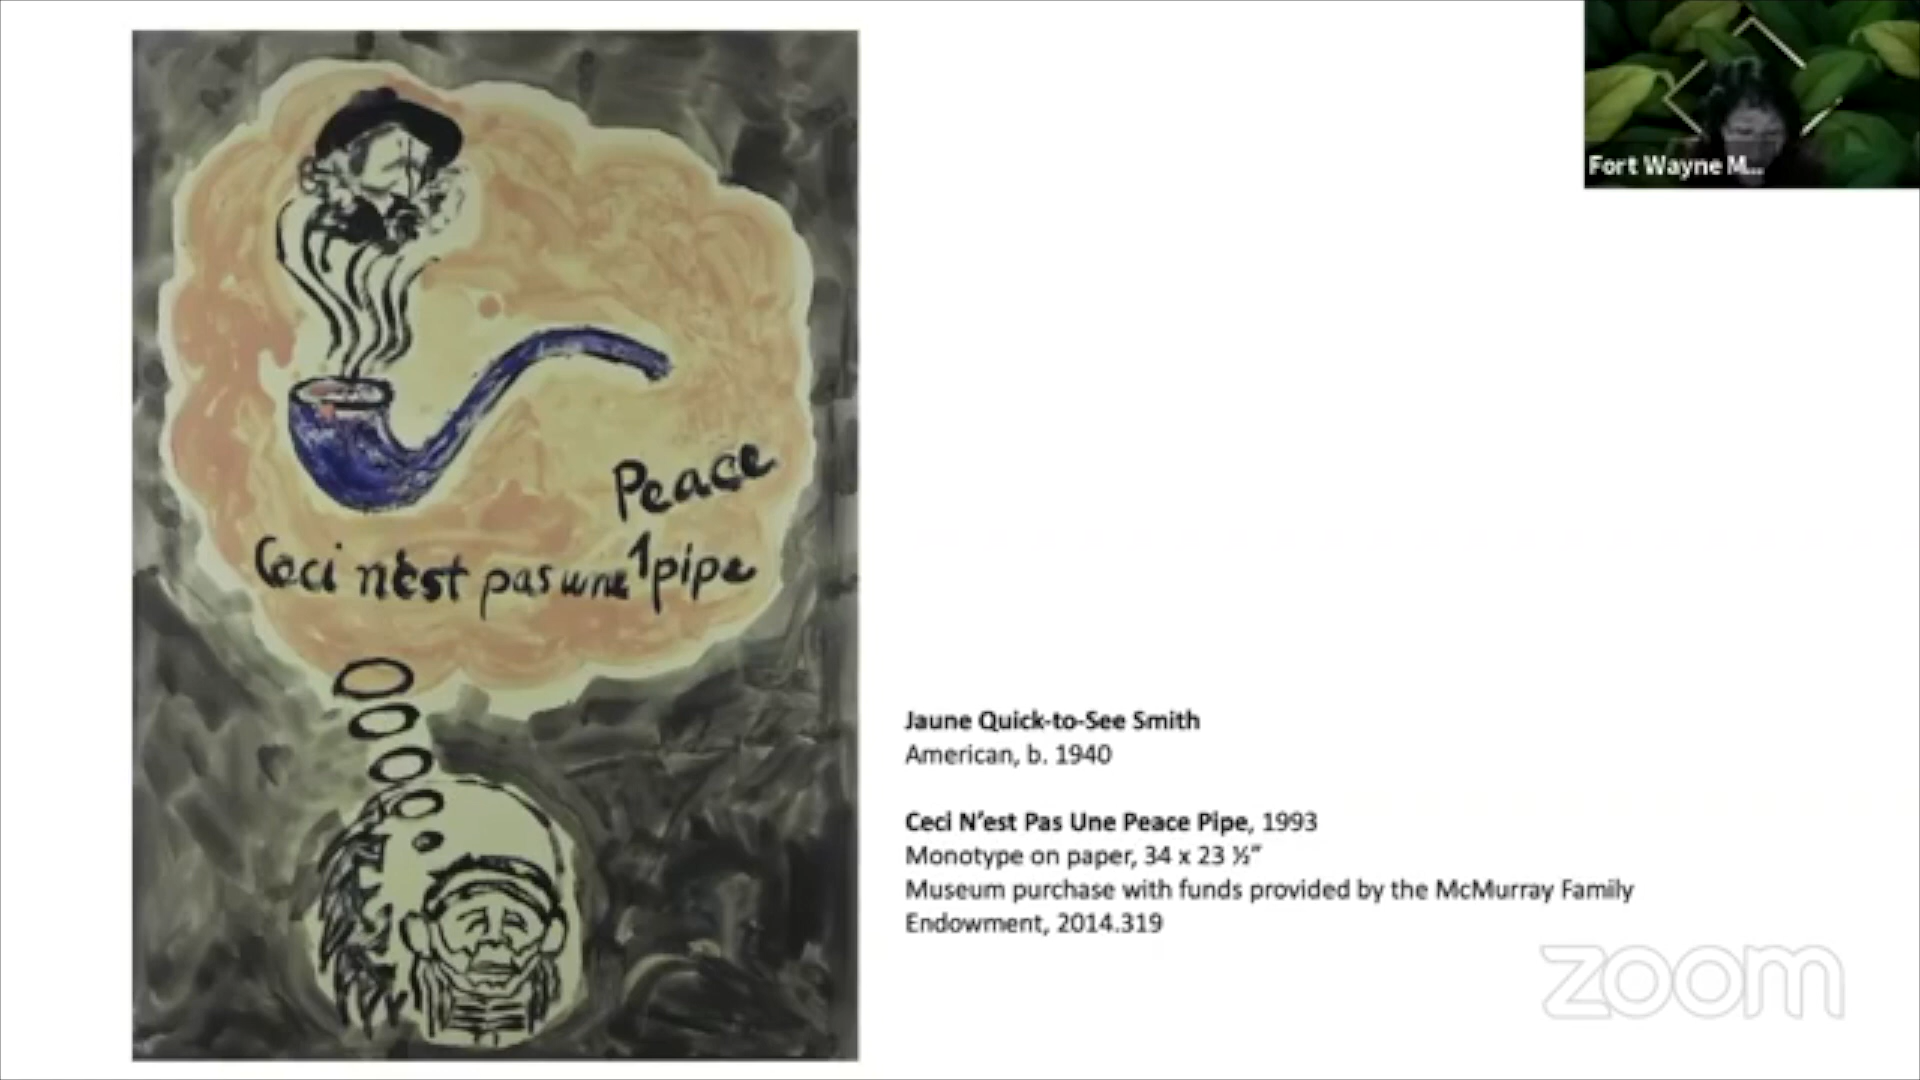 Fort Wayne M...
Peace
Ceci n'est pas une 1 pipe
Jaune Quick-to-See Smith
American, b. 1940
Ceci N'est Pas Une Peace Pipe, 1993
Monotype on paper, 34 x 23 ½"
Museum purchase with funds provided by the McMurray Family
Endowment, 2014.319
zoom